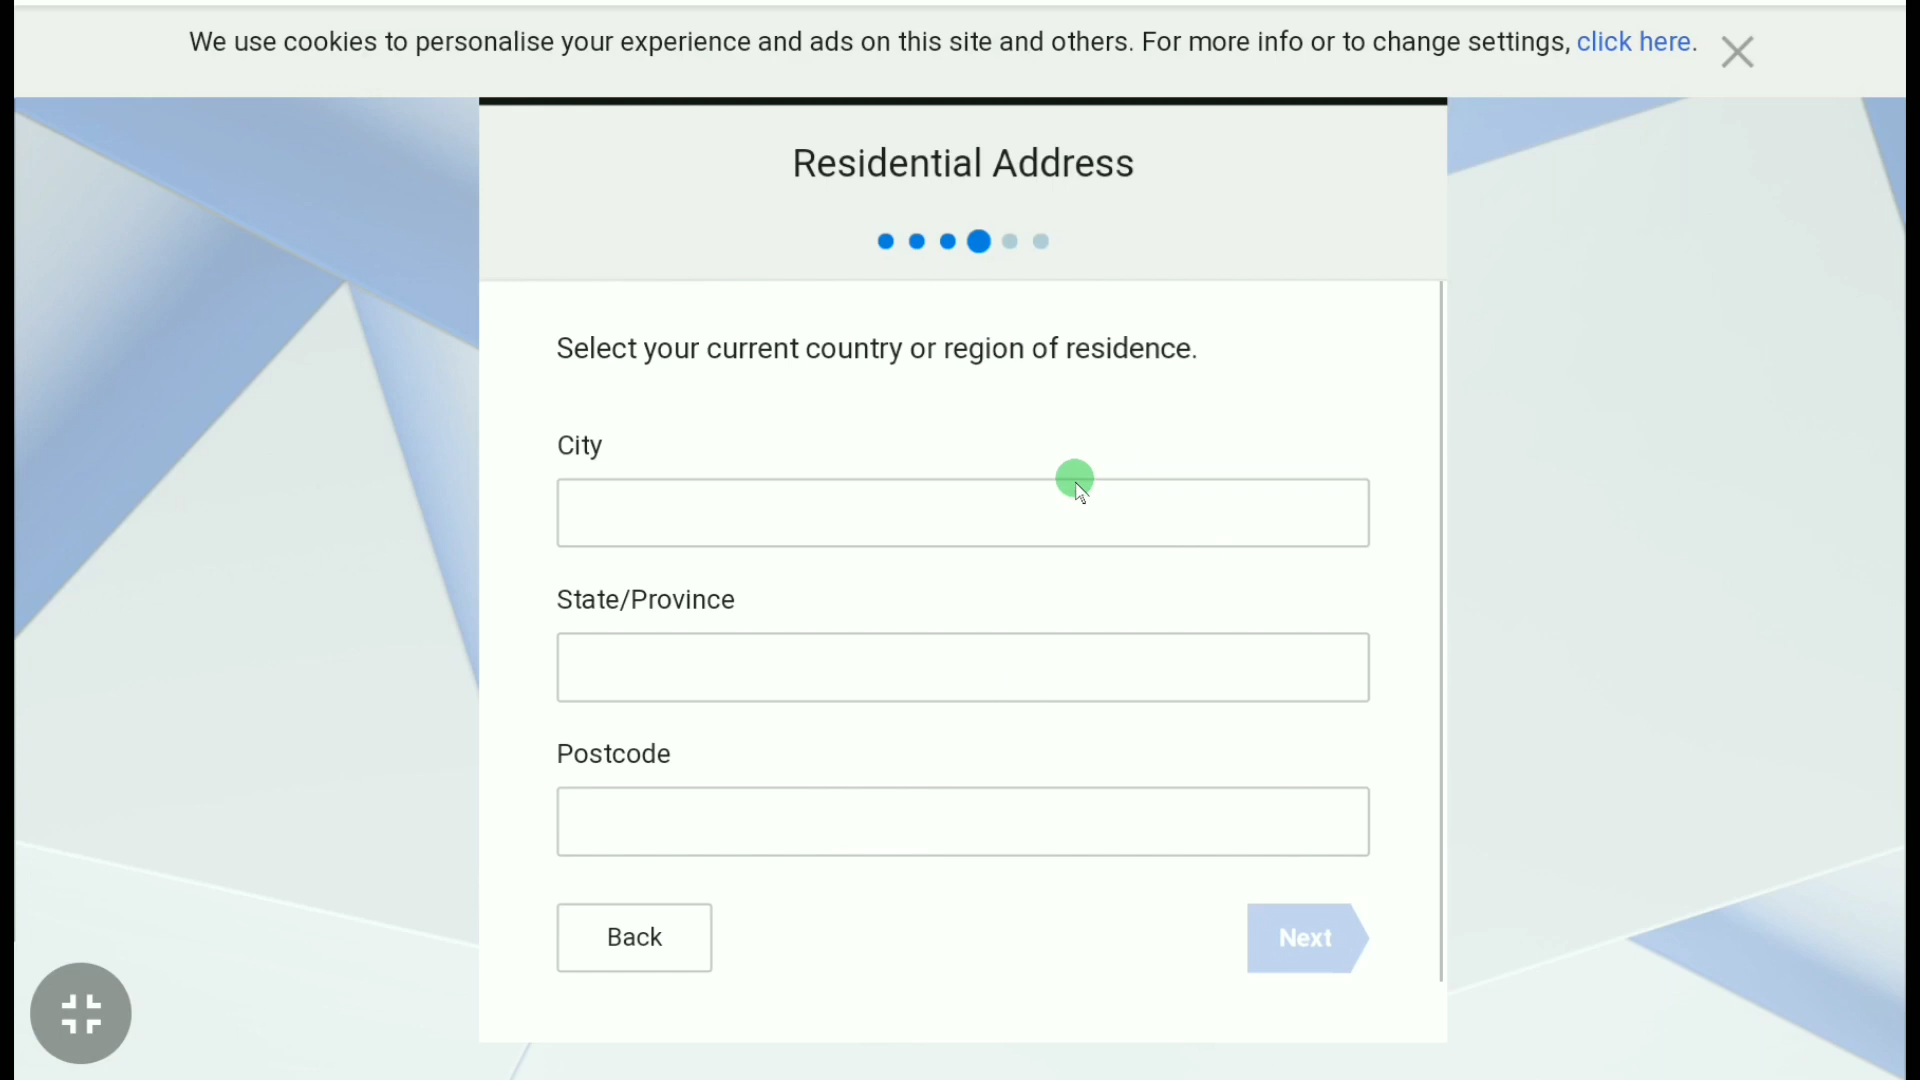 We use cookies to personalise your experience and ads on this site and others. For more info or to change settings, click here.
Residential Address
Select your current country or region of residence.
City
State/Province
Postcode
Back
Next